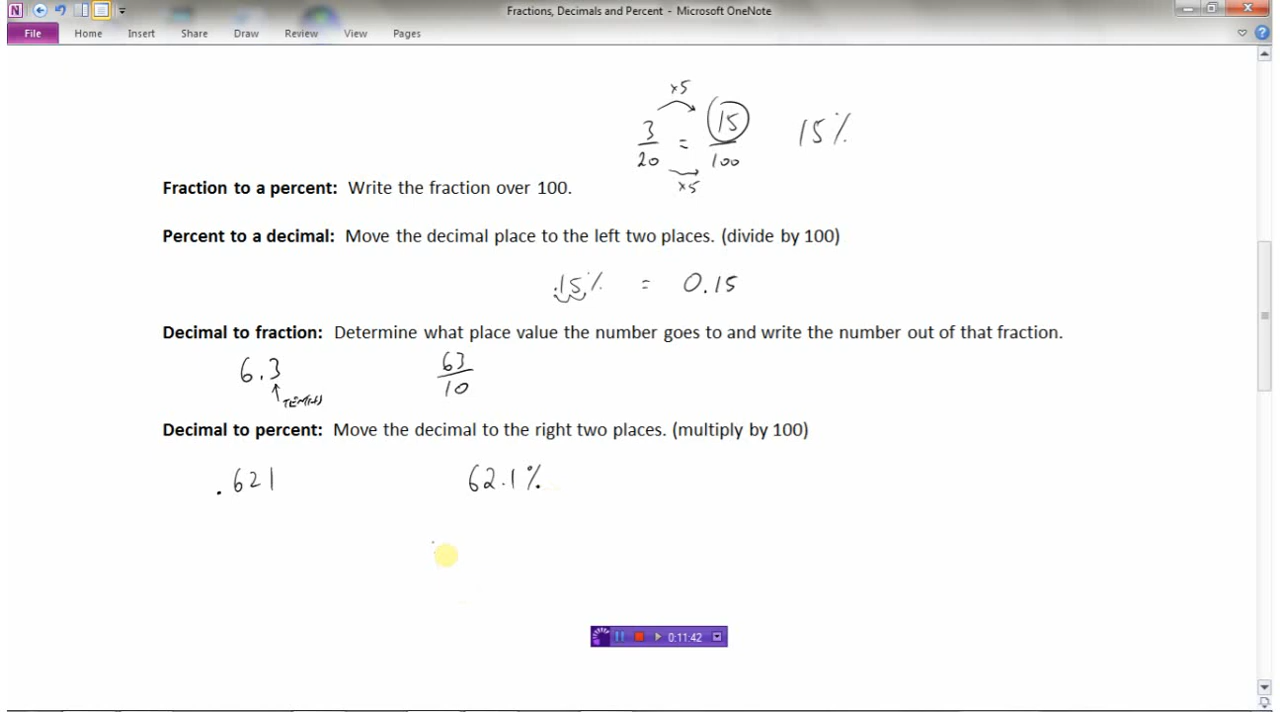 Fractions, Decimals and Percent - Microsoft OneNote
File Home Insert Share Draw Review View Pages
x5
3/20 = 15/100 15%
x5
Fraction to a percent: Write the fraction over 100.
Percent to a decimal: Move the decimal place to the left two places. (divide by 100)
.15% = 0.15
Decimal to fraction: Determine what place value the number goes to and write the number out of that fraction.
6.3 63/10
TENTHS
Decimal to percent: Move the decimal to the right two places. (multiply by 100)
.621 62.1%
0:11:42